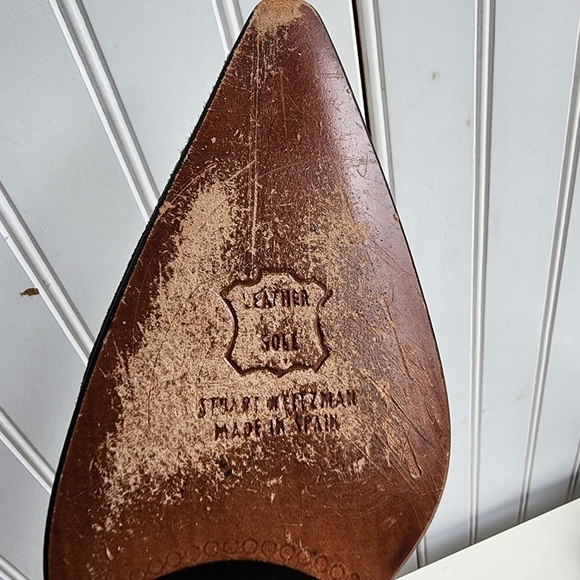 LEATHER
SOLE
STUART WEITZMAN
MADE IN SPAIN